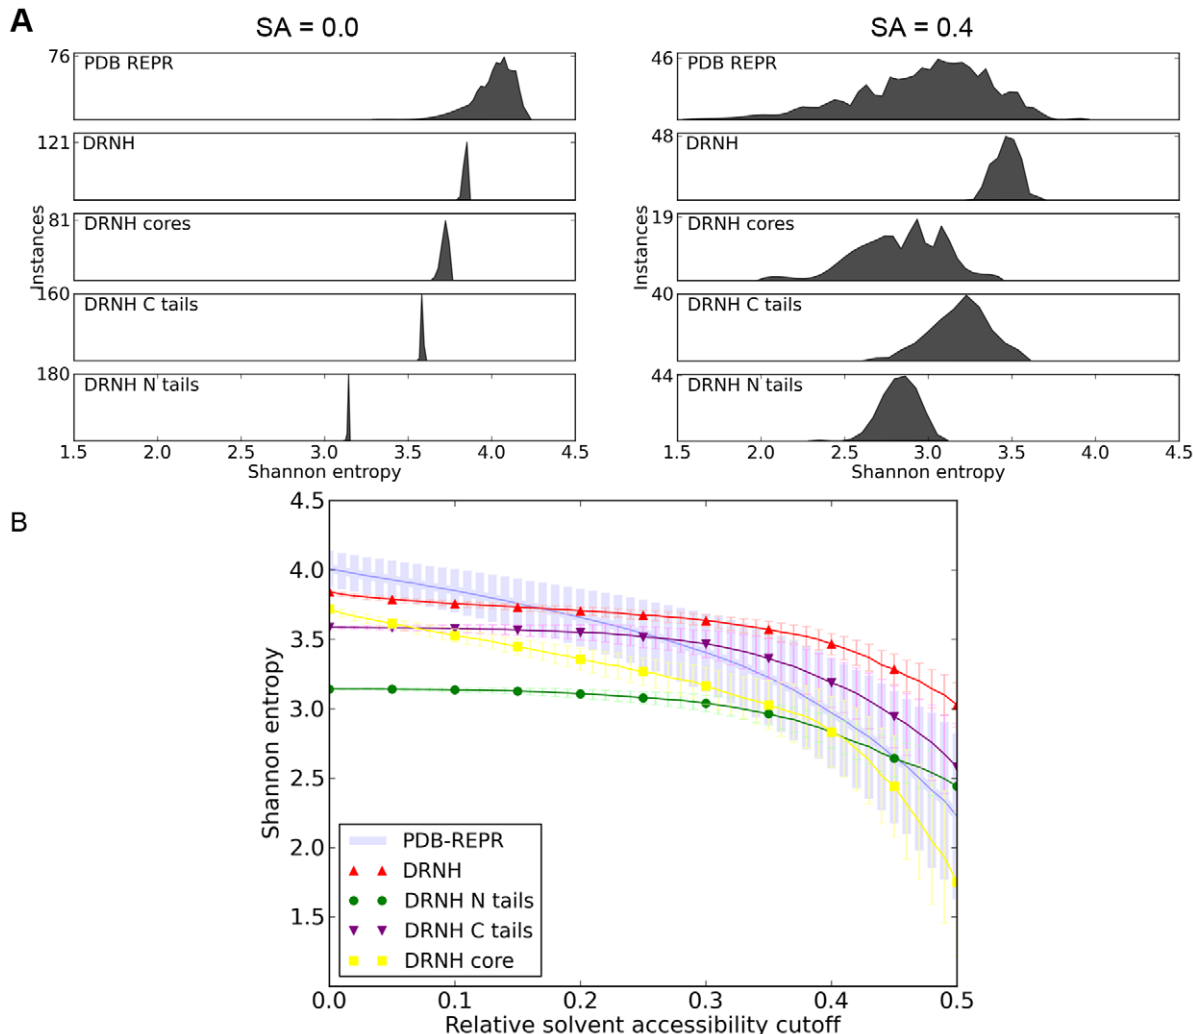 A
SA = 0.0
SA = 0.4
76
PDB REPR
121
DRNH
81
DRNH cores
160
DRNH C tails
180
DRNH N tails
Instances
1.5 2.0 2.5 3.0 3.5 4.0 4.5
Shannon entropy
46
PDB REPR
48
DRNH
19
DRNH cores
40
DRNH C tails
44
DRNH N tails
Instances
1.5 2.0 2.5 3.0 3.5 4.0 4.5
Shannon entropy
B
4.5
4.0
3.5
3.0
2.5
2.0
1.5
Shannon entropy
PDB-REPR
DRNH
DRNH N tails
DRNH C tails
DRNH core
0.0 0.1 0.2 0.3 0.4 0.5
Relative solvent accessibility cutoff